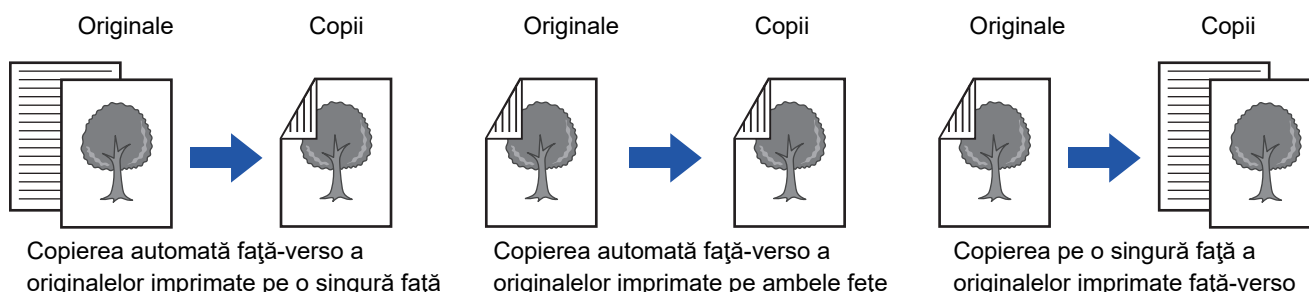 Originale
Copii
Originale
Copii
Originale
Copii
Copierea automată faţă-verso a
originalelor imprimate pe o singură faţă
Copierea automată faţă-verso a
originalelor imprimate pe ambele feţe
Copierea pe o singură faţă a
originalelor imprimate faţă-verso